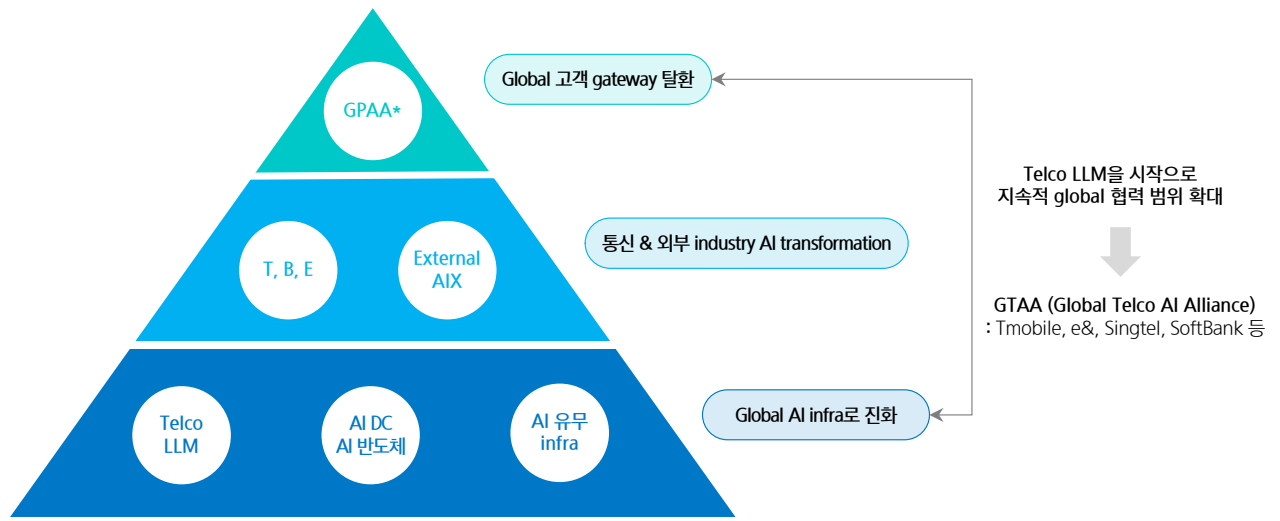 GPAA*
Global 고객 gateway 탈환
T, B, E
External
AIX
통신 & 외부 industry AI transformation
Telco
LLM
AI DC
AI 반도체
AI 유무
infra
Global AI infra로 진화
Telco LLM을 시작으로
지속적 global 협력 범위 확대
GTAA (Global Telco AI Alliance)
: Tmobile, e&, Singtel, SoftBank 등